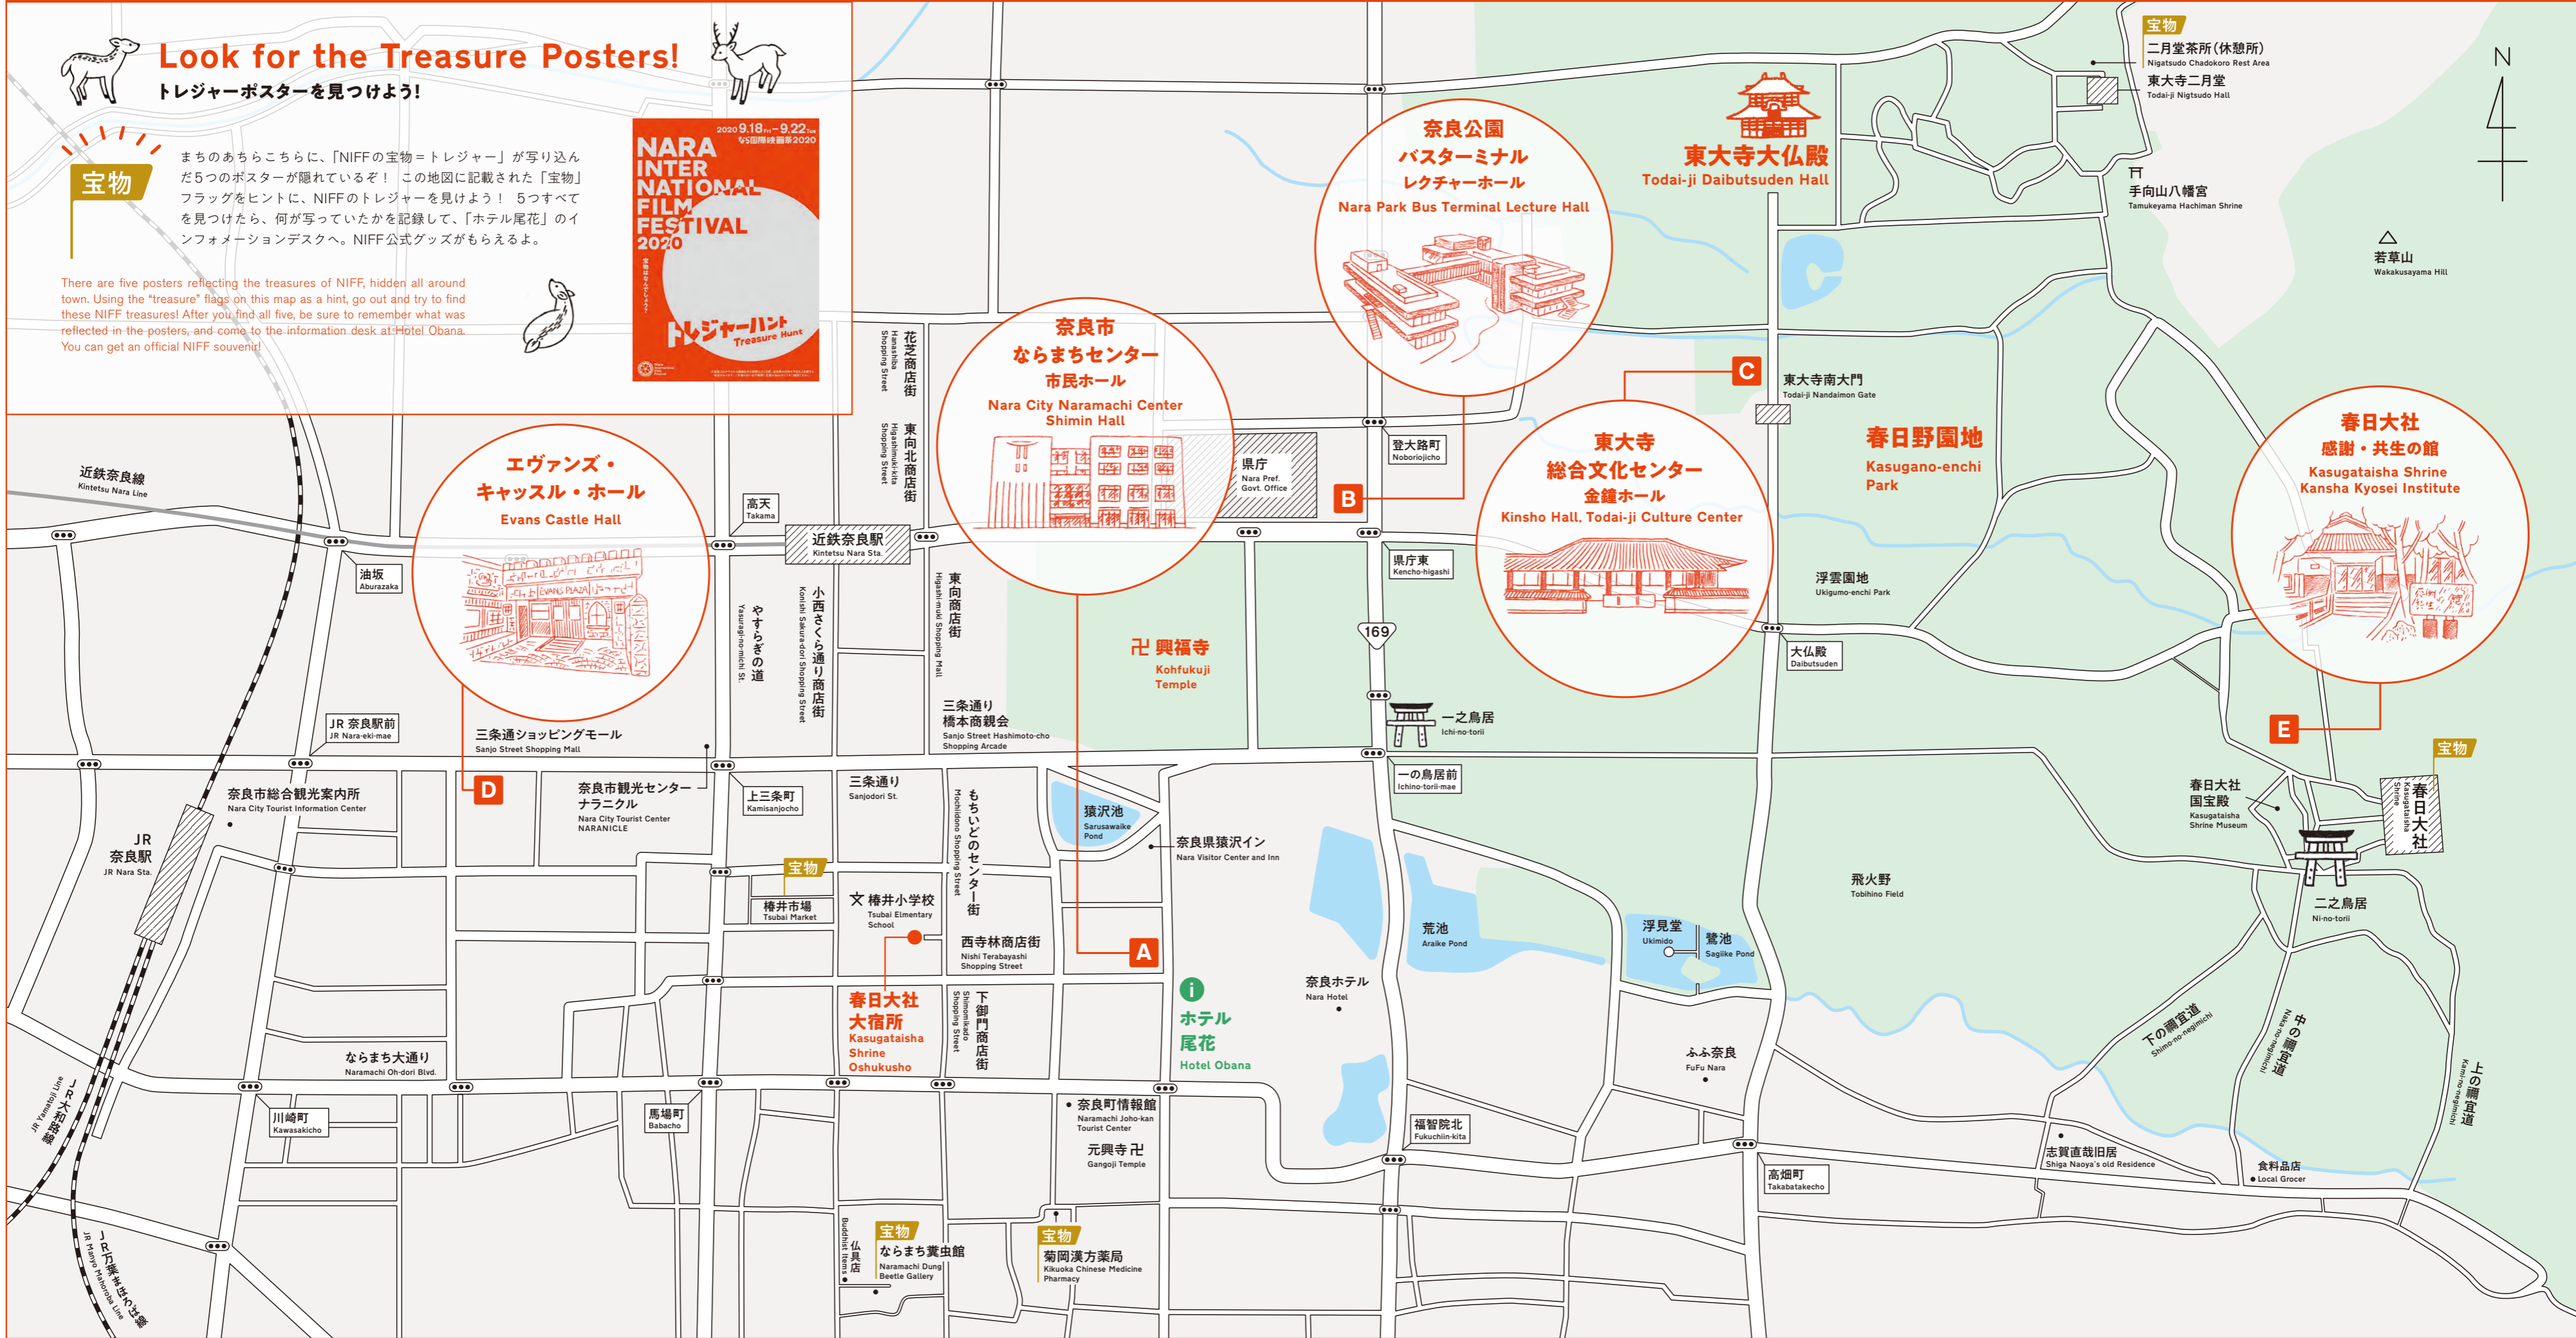 Look for the Treasure Posters!
トレジャーポスターを見つけよう!
宝物
まちのあちらこちらに、「NIFFの宝物＝トレジャー」が写り込ん
だ5つのポスターが隠れているぞ！ この地図に記載された「宝物」
フラッグをヒントに、NIFFのトレジャーを見けよう！ 5つすべて
を見つけたら、何が写っていたかを記録して、「ホテル尾花」のイ
ンフォメーションデスクへ。NIFF公式グッズがもらえるよ。
There are five posters reflecting the treasures of NIFF, hidden all around
town. Using the "treasure" flags on this map as a hint, go out and try to find
these NIFF treasures! After you find all five, be sure to remember what was
reflected in the posters, and come to the information desk at Hotel Obana.
You can get an official NIFF souvenir!
2020 9.18 Fri – 9.22 Tue
なら国際映画祭2020
NARA
INTER
NATIONAL
FILM
FESTIVAL
2020
トレジャーハント
Treasure Hunt
宝物
二月堂茶所(休憩所)
Nigatsudo Chadokoro Rest Area
東大寺二月堂
Todai-ji Nigtsudo Hall
N
手向山八幡宮
Tamukeyama Hachiman Shrine
若草山
Wakakusayama Hill
東大寺大仏殿
Todai-ji Daibutsuden Hall
奈良公園
バスターミナル
レクチャーホール
Nara Park Bus Terminal Lecture Hall
奈良市
ならまちセンター
市民ホール
Nara City Naramachi Center
Shimin Hall
花芝商店街
Hanashiba
Shopping Street
東向北商店街
Higashimuki-kita
Shopping Street
C
東大寺南大門
Todai-ji Nandaimon Gate
春日野園地
Kasugano-enchi
Park
春日大社
感謝・共生の館
Kasugataisha Shrine
Kansha Kyosei Institute
東大寺
総合文化センター
金鐘ホール
Kinsho Hall, Todai-ji Culture Center
登大路町
Noboriojicho
県庁
Nara Pref.
Govt. Office
B
エヴァンズ・
キャッスル・ホール
Evans Castle Hall
EVANS PLAZA
近鉄奈良線
Kintetsu Nara Line
高天
Takama
近鉄奈良駅
Kintetsu Nara Sta.
油坂
Aburazaka
県庁東
Kencho-higashi
浮雲園地
Ukigumo-enchi Park
やすらぎの道
Yasuragi-no-michi St.
小西さくら通り商店街
Konishi Sakura-dori Shopping Street
東向商店街
Higashi-muki Shopping Mall
169
興福寺
Kohfukuji
Temple
大仏殿
Daibutsuden
一之鳥居
Ichi-no-torii
E
宝物
JR 奈良駅前
JR Nara-eki-mae
三条通ショッピングモール
Sanjo Street Shopping Mall
三条通り
橋本商親会
Sanjo Street Hashimoto-cho
Shopping Arcade
一の鳥居前
Ichino-torii-mae
春日大社
国宝殿
Kasugataisha
Shrine Museum
春日大社
Kasugataisha
Shrine
奈良市総合観光案内所
Nara City Tourist Information Center
D
奈良市観光センター
ナラニクル
Nara City Tourist Center
NARANICLE
上三条町
Kamisanjocho
三条通り
Sanjodori St.
もちいどのセンター街
Mochiidono Shopping Street
猿沢池
Sarusawaike
Pond
奈良県猿沢イン
Nara Visitor Center and Inn
JR
奈良駅
JR Nara Sta.
宝物
椿井市場
Tsubai Market
椿井小学校
Tsubai Elmentary
School
西寺林商店街
Nishi Terabayashi
Shopping Street
A
飛火野
Tobihino Field
二之鳥居
Ni-no-torii
荒池
Araike Pond
浮見堂
Ukimido
鷺池
Sagiike Pond
奈良ホテル
Nara Hotel
春日大社
大宿所
Kasugataisha
Shrine
Oshukusho
下御門商店街
Shimomikado
Shopping Street
i
ホテル
尾花
Hotel Obana
下の禰宜道
Shimo-no-negimichi
中の禰宜道
Naka-no-negimichi
上の禰宜道
Kami-no-negimichi
ならまち大通り
Naramachi Oh-dori Blvd.
ふふ奈良
FuFu Nara
JR大和路線
JR Yamatoji Line
川崎町
Kawasakicho
馬場町
Babacho
奈良町情報館
Naramachi Joho-kan
Tourist Center
元興寺
Gangoji Temple
福智院北
Fukuchiin-kita
高畑町
Takabatakecho
志賀直哉旧居
Shiga Naoya's old Residence
食料品店
Local Grocer
JR万葉まほろば線
JR Manyo Mahoroba Line
仏具店
Buddhist Items
宝物
ならまち糞虫館
Naramachi Dung
Beetle Gallery
宝物
菊岡漢方薬局
Kikuoka Chinese Medicine
Pharmacy